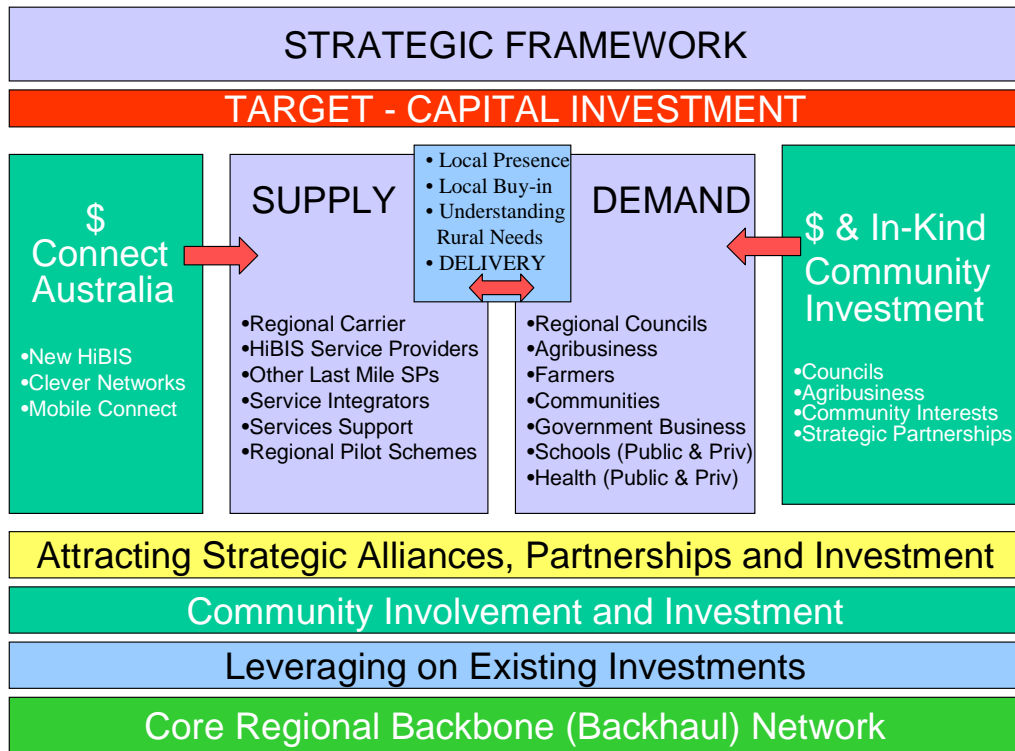 STRATEGIC FRAMEWORK
TARGET - CAPITAL INVESTMENT
$
Connect
Australia
•New HiBIS
•Clever Networks
•Mobile Connect
SUPPLY
•Regional Carrier
•HiBIS Service Providers
•Other Last Mile SPs
•Service Integrators
•Services Support
•Regional Pilot Schemes
• Local Presence
• Local Buy-in
• Understanding
Rural Needs
• DELIVERY
DEMAND
•Regional Councils
•Agribusiness
•Farmers
•Communities
•Government Business
•Schools (Public & Priv)
•Health (Public & Priv)
$ & In-Kind
Community
Investment
•Councils
•Agribusiness
•Community Interests
•Strategic Partnerships
Attracting Strategic Alliances, Partnerships and Investment
Community Involvement and Investment
Leveraging on Existing Investments
Core Regional Backbone (Backhaul) Network